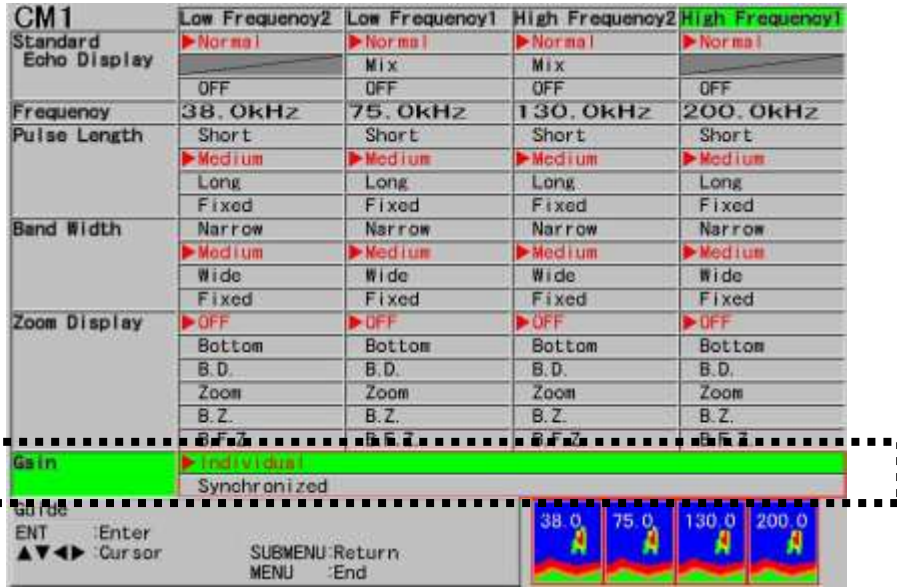 CM1 Low Frequency2 Low Frequency1 High Frequency2 High Frequency1
Standard Echo Display ▶Normal ▶Normal ▶Normal ▶Normal
Mix Mix
OFF OFF OFF OFF
Frequency 38.0kHz 75.0kHz 130.0kHz 200.0kHz
Pulse Length Short Short Short Short
▶Medium ▶Medium ▶Medium ▶Medium
Long Long Long Long
Fixed Fixed Fixed Fixed
Band Width Narrow Narrow Narrow Narrow
▶Medium ▶Medium ▶Medium ▶Medium
Wide Wide Wide Wide
Fixed Fixed Fixed Fixed
Zoom Display ▶OFF ▶OFF ▶OFF ▶OFF
Bottom Bottom Bottom Bottom
B.D. B.D. B.D. B.D.
Zoom Zoom Zoom Zoom
B.Z. B.Z. B.Z. B.Z.
B.F.Z. B.F.Z. B.F.Z. B.F.Z.
Gain ▶Individual
Synchronized
Guide
ENT :Enter
▲▼◀▶ :Cursor SUBMENU:Return
MENU :End
38.0 75.0 130.0 200.0